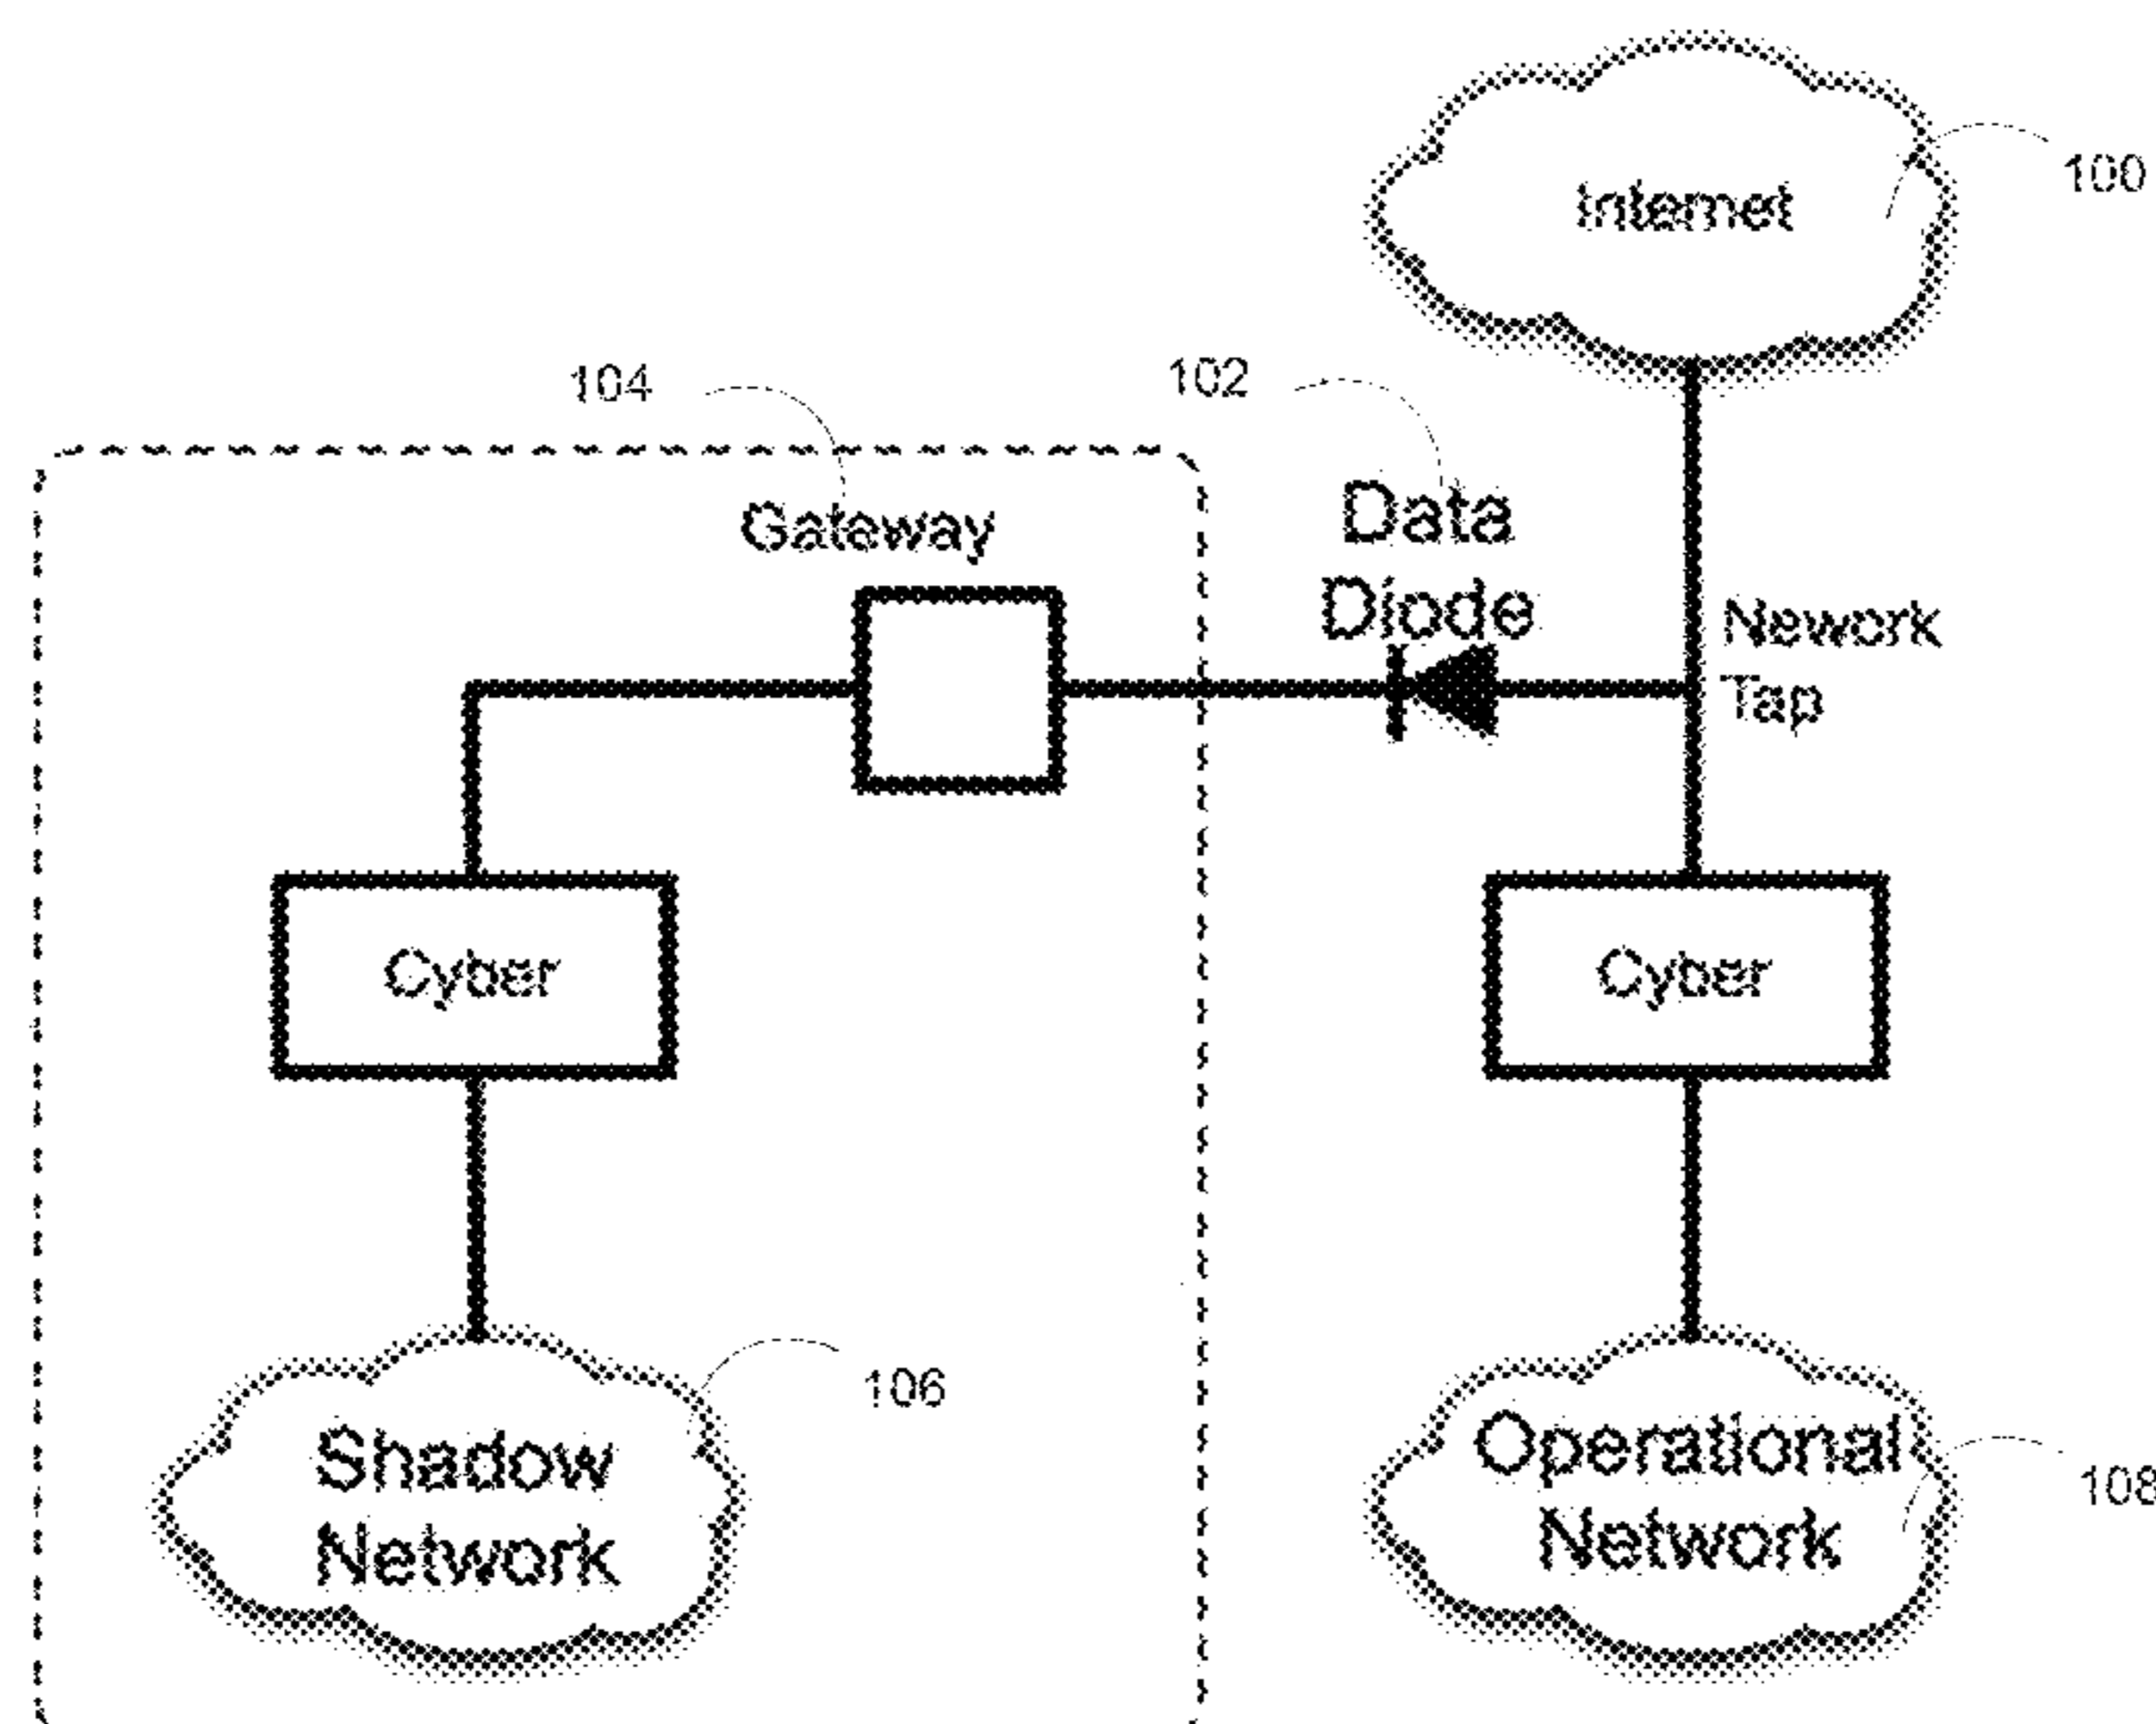 Internet
100
104
102
Gateway
Data
Diode
Nework
Tap
Cyber
Cyber
106
Shadow
Network
Operational
Network
108